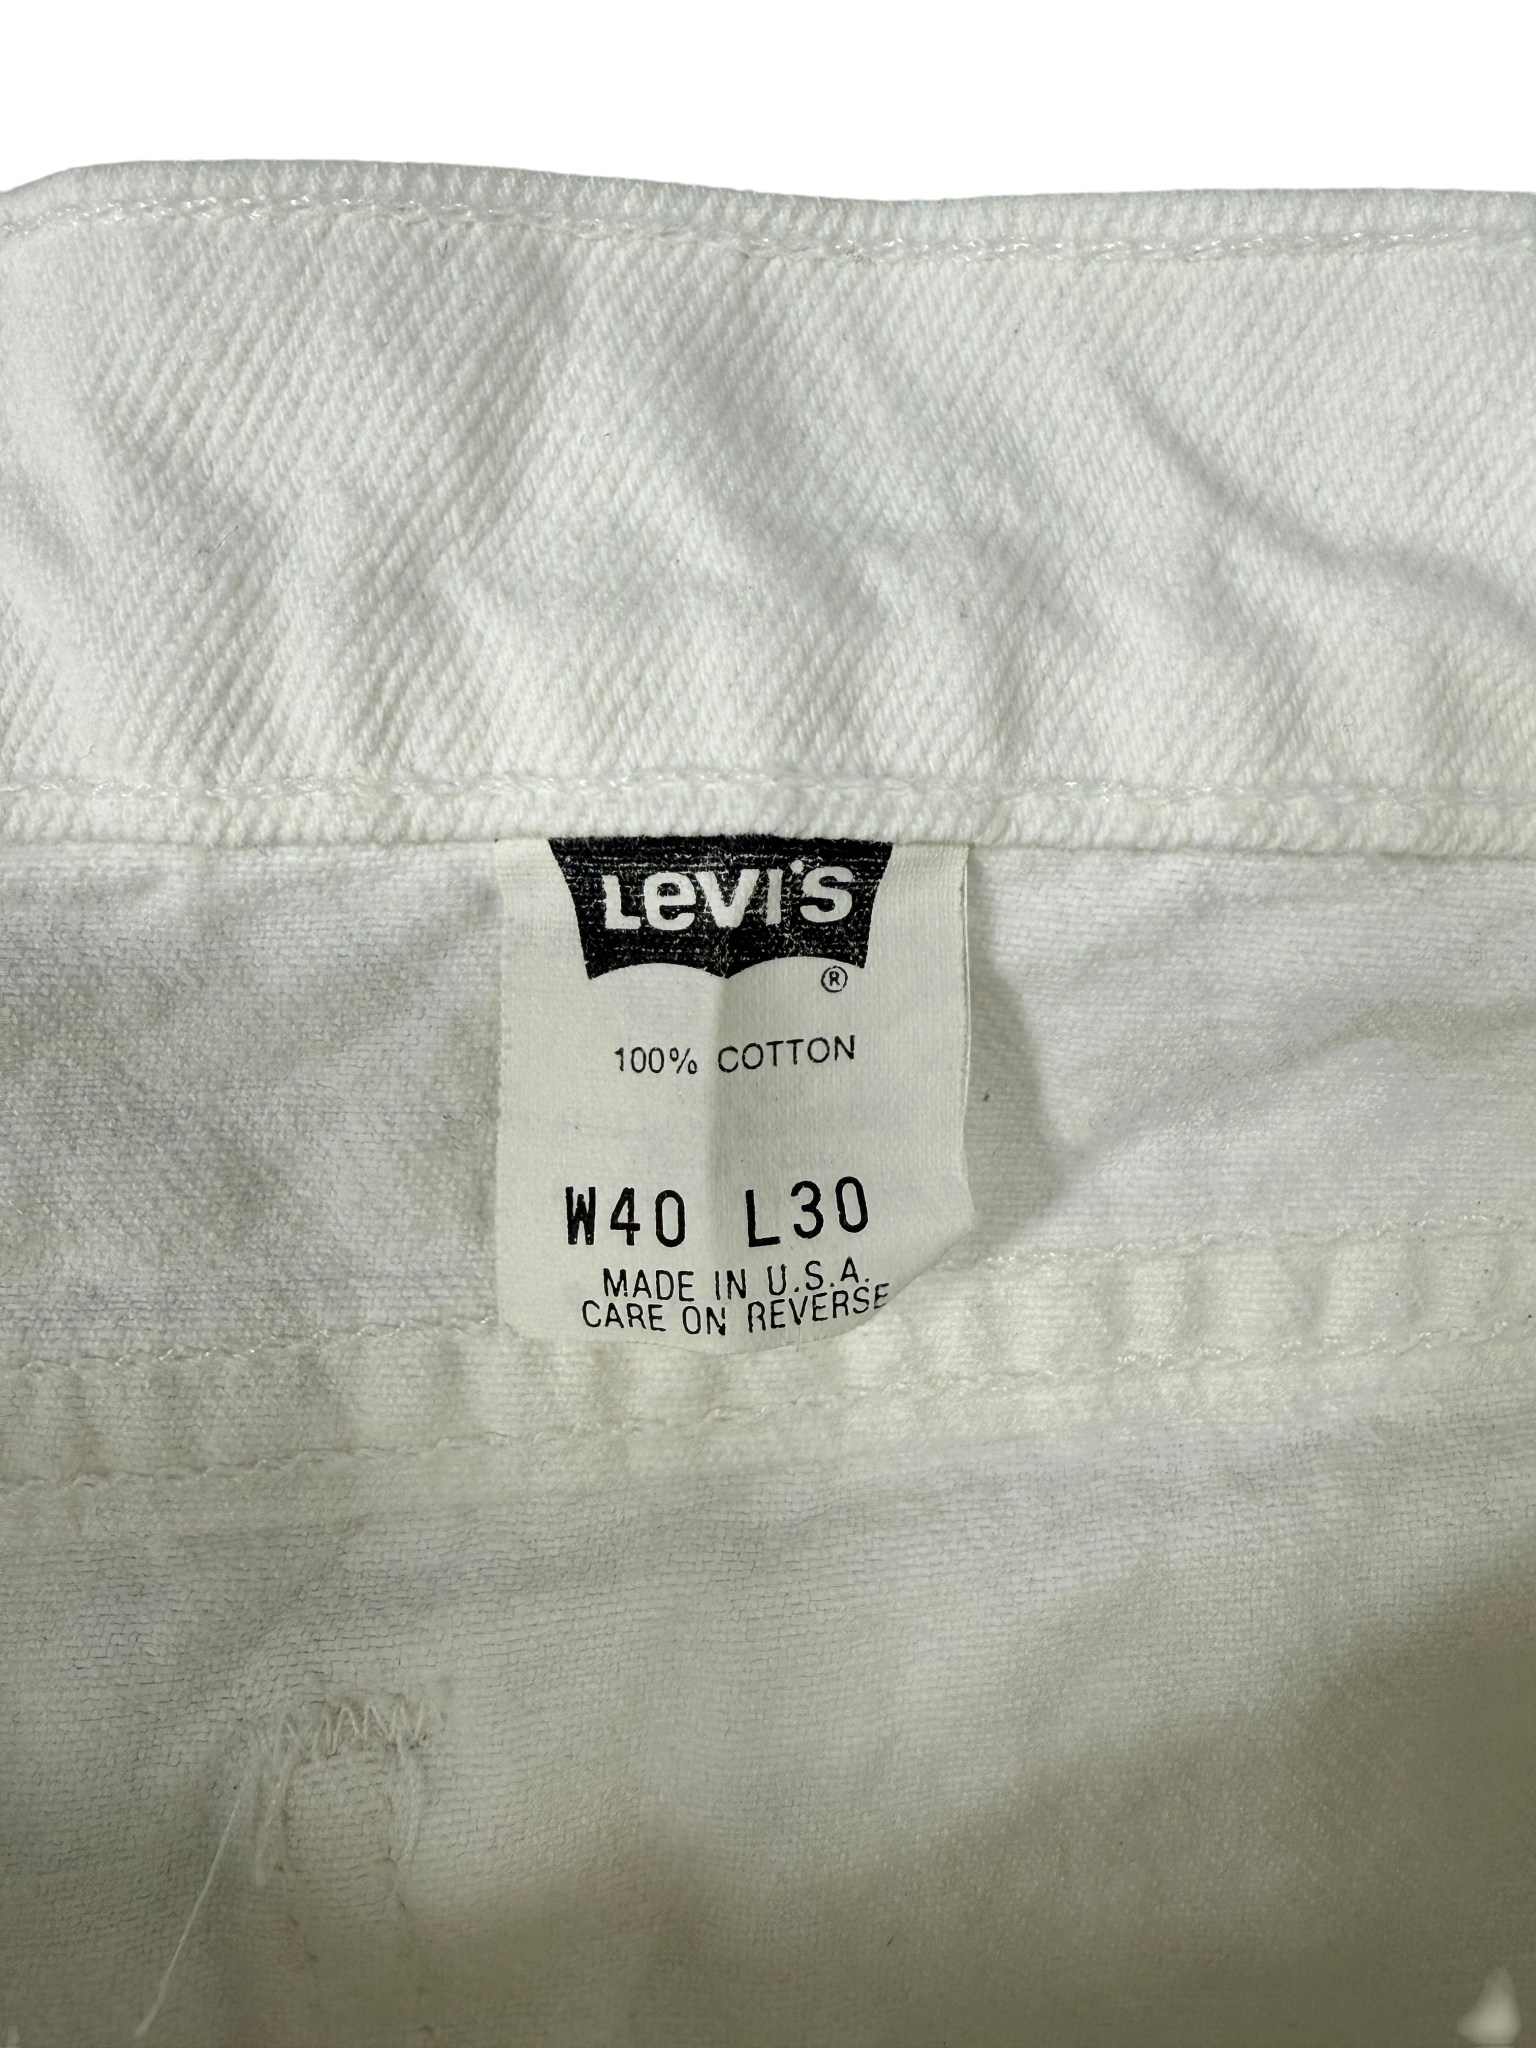 Levi's
®
100% COTTON
W40 L30
MADE IN U.S.A.
CARE ON REVERSE